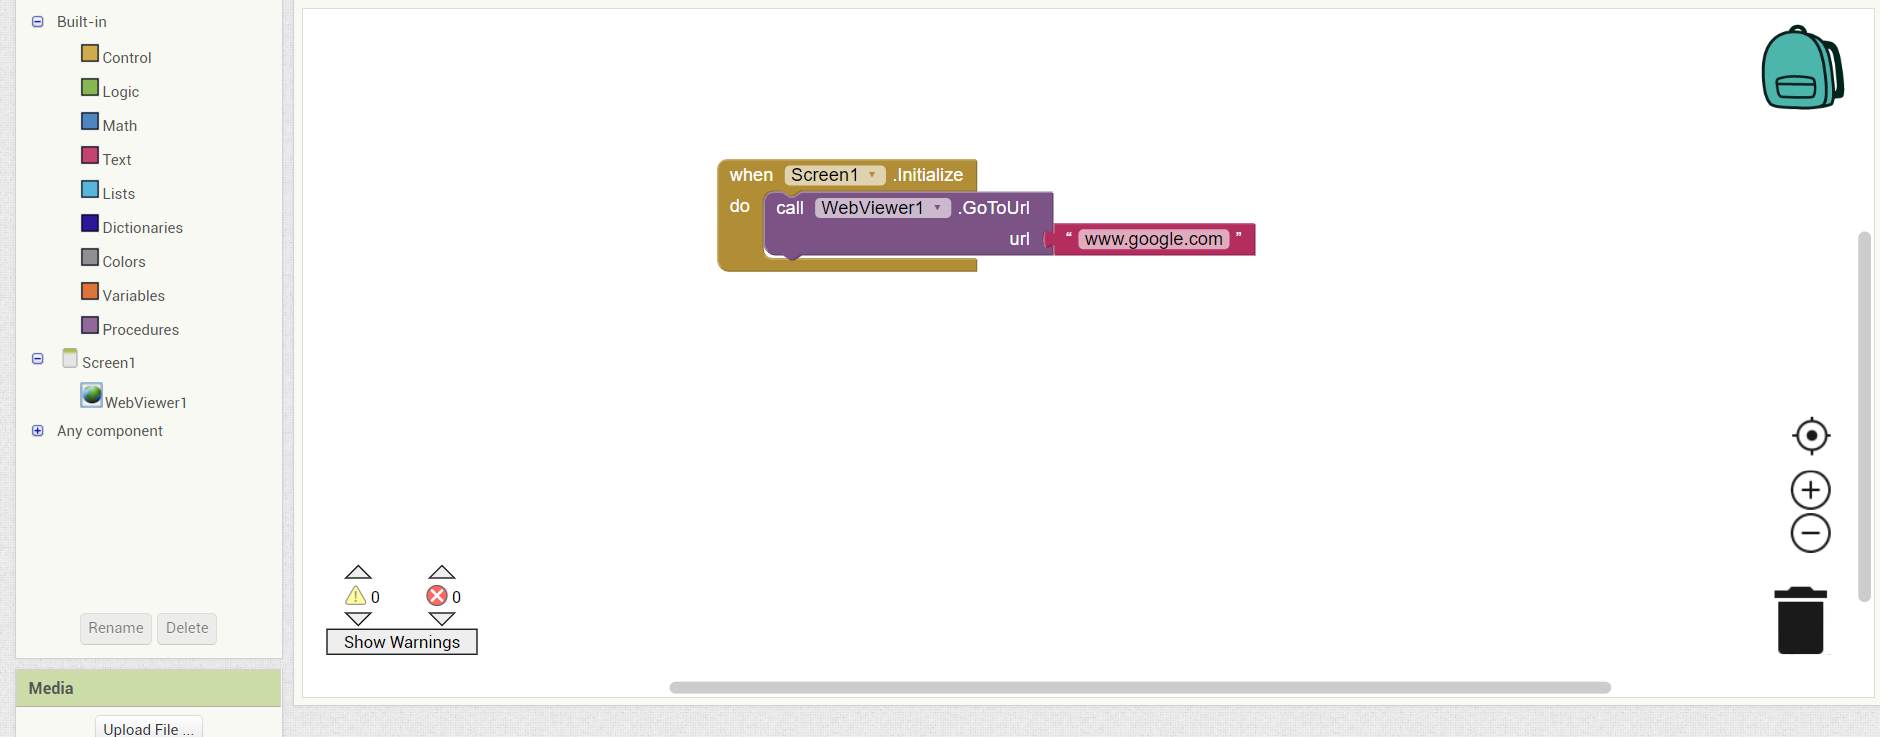 Built-in
Control
Logic
Math
Text
Lists
Dictionaries
Colors
Variables
Procedures
Screen1
WebViewer1
Any component
Rename Delete
Media
Upload File ...
when Screen1 .Initialize
do call WebViewer1 .GoToUrl
url “ www.google.com ”
0 0
Show Warnings